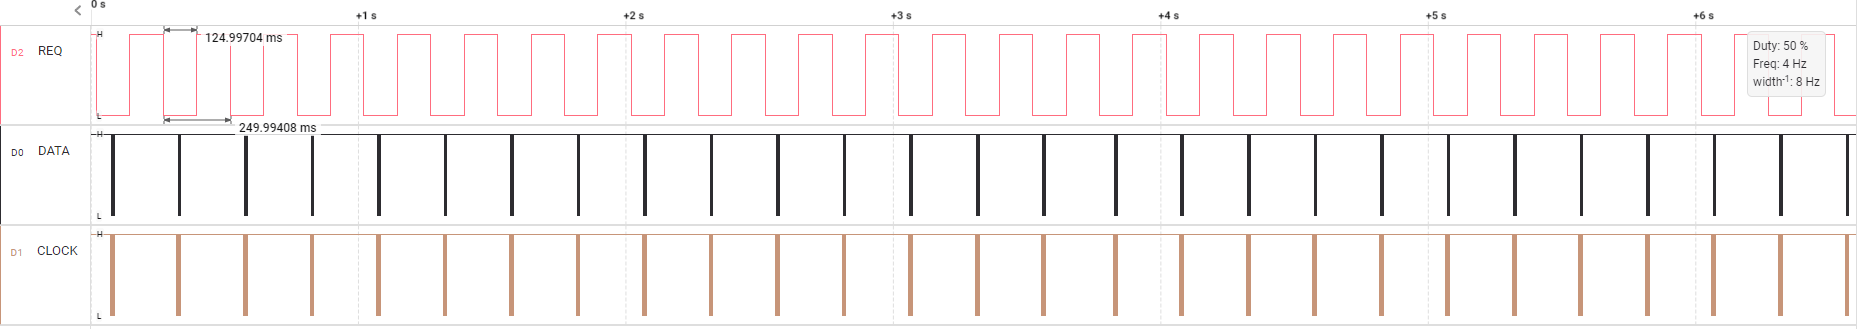 0 s
+1 s
+2 s
+3 s
+4 s
+5 s
+6 s
D2 REQ
H
L
124.99704 ms
249.99408 ms
Duty: 50 %
Freq: 4 Hz
width-1: 8 Hz
D0 DATA
H
L
D1 CLOCK
H
L